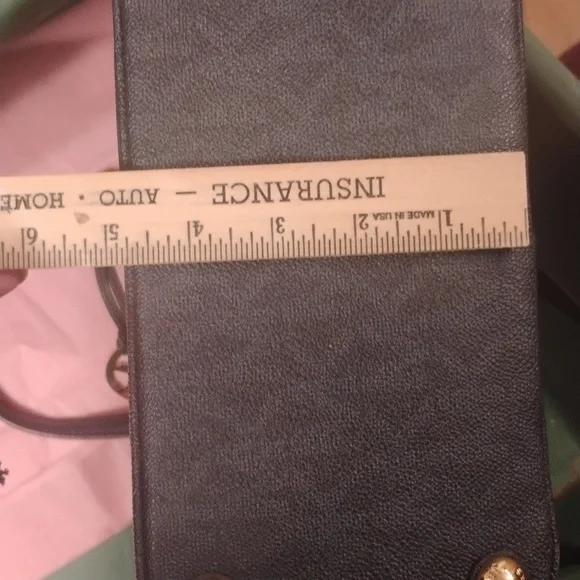 INSURANCE — AUTO · HOME
1 MADE IN USA 2 3 4 5 6